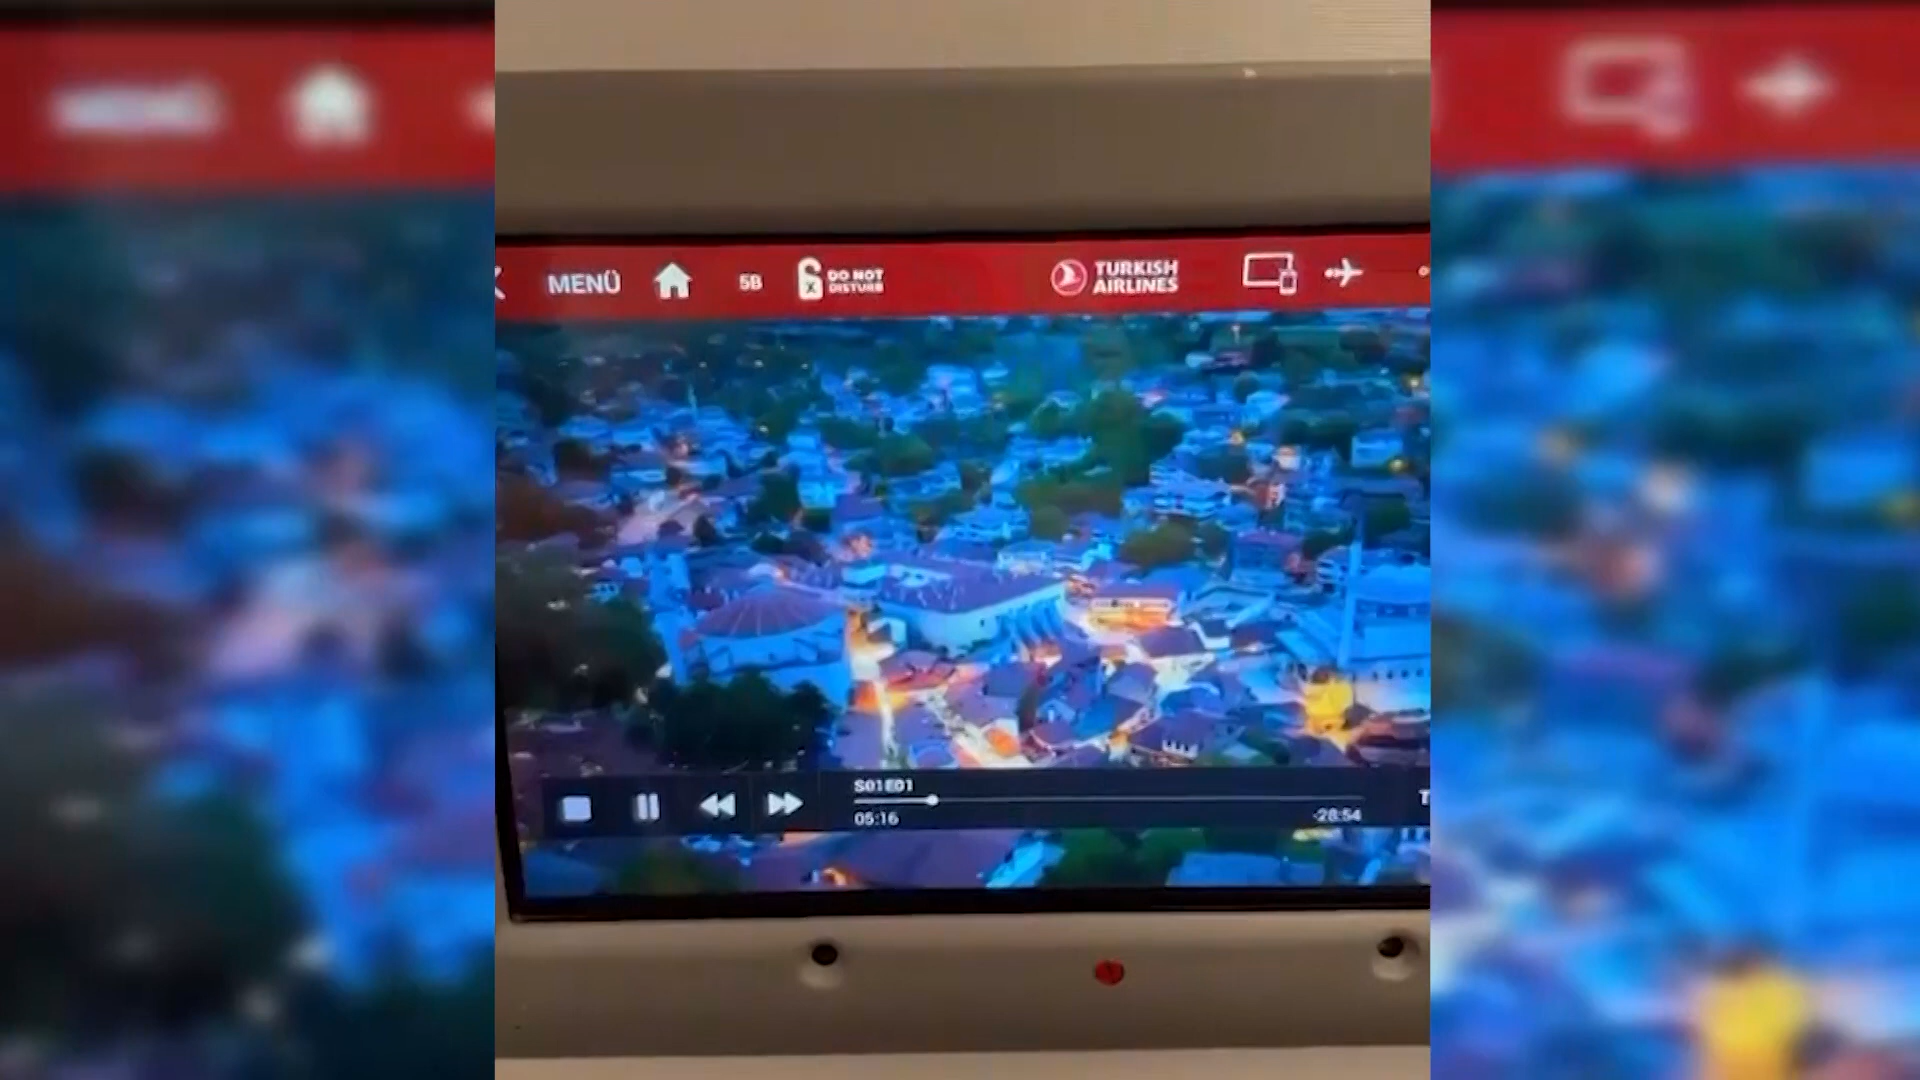 MENÜ
5B
DO NOT
DISTURB
TURKISH
AIRLINES
S01E01
05:16
-28:54